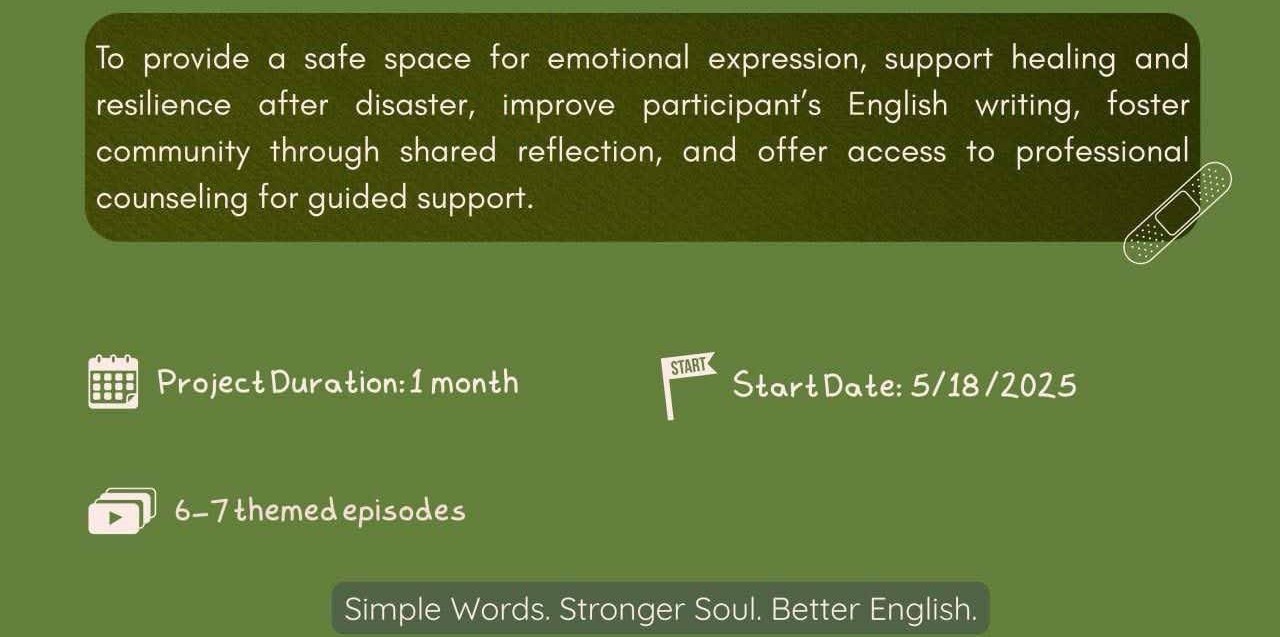 To provide a safe space for emotional expression, support healing and
resilience after disaster, improve participant's English writing, foster
community through shared reflection, and offer access to professional
counseling for guided support.
Project Duration: 1 month
START
Start Date: 5/18/2025
6-7 themed episodes
Simple Words. Stronger Soul. Better English.